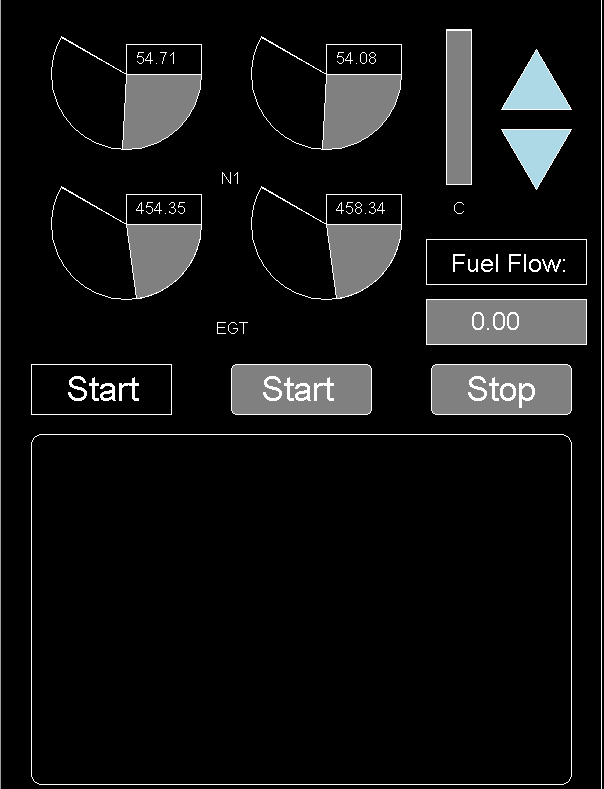 54.71
54.08
N1
454.35
458.34
C
EGT
Fuel Flow:
0.00
Start
Start
Stop